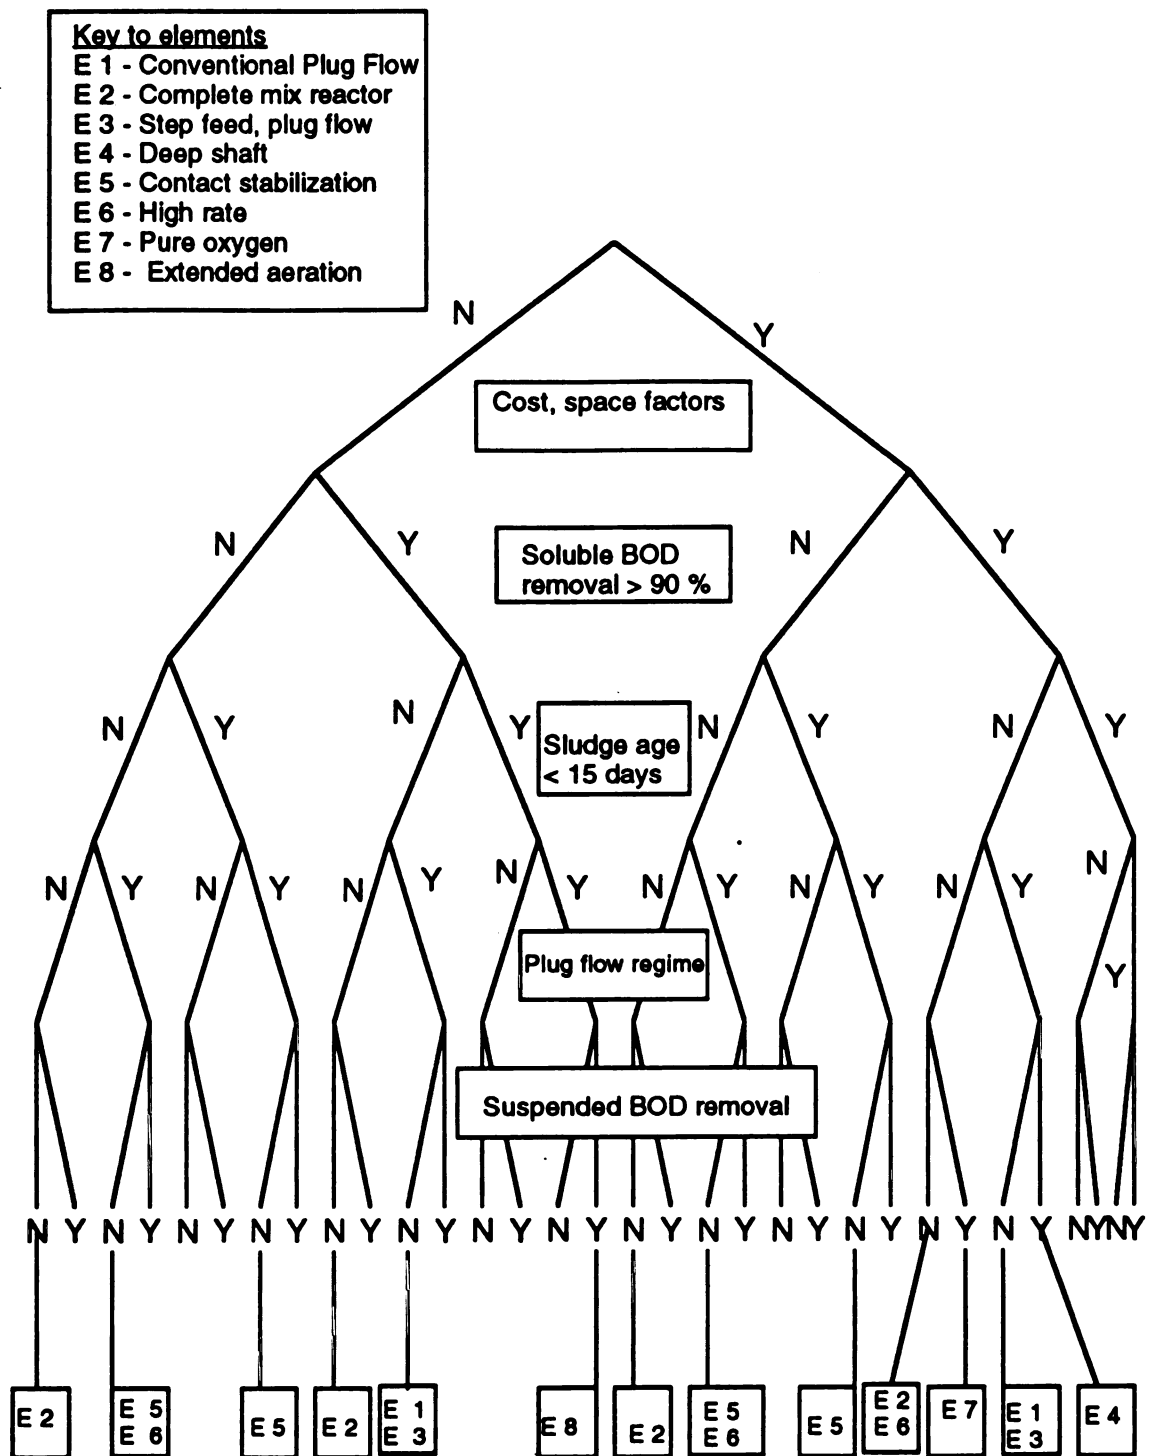 Key to elements
E 1 - Conventional Plug Flow
E 2 - Complete mix reactor
E 3 - Step feed, plug flow
E 4 - Deep shaft
E 5 - Contact stabilization
E 6 - High rate
E 7 - Pure oxygen
E 8 - Extended aeration
N Y
Cost, space factors
N Y N Y
Soluble BOD
removal > 90 %
N Y N Y N Y N Y
Sludge age
< 15 days
N Y N Y N Y N Y N Y N Y N Y N Y
Plug flow regime
Suspended BOD removal
N Y N Y N Y N Y N Y N Y N Y N Y N Y N Y N Y N Y N Y N Y N Y N Y
E 2
E 5
E 6
E 5
E 2
E 1
E 3
E 8
E 2
E 5
E 6
E 5
E 2
E 6
E 7
E 1
E 3
E 4